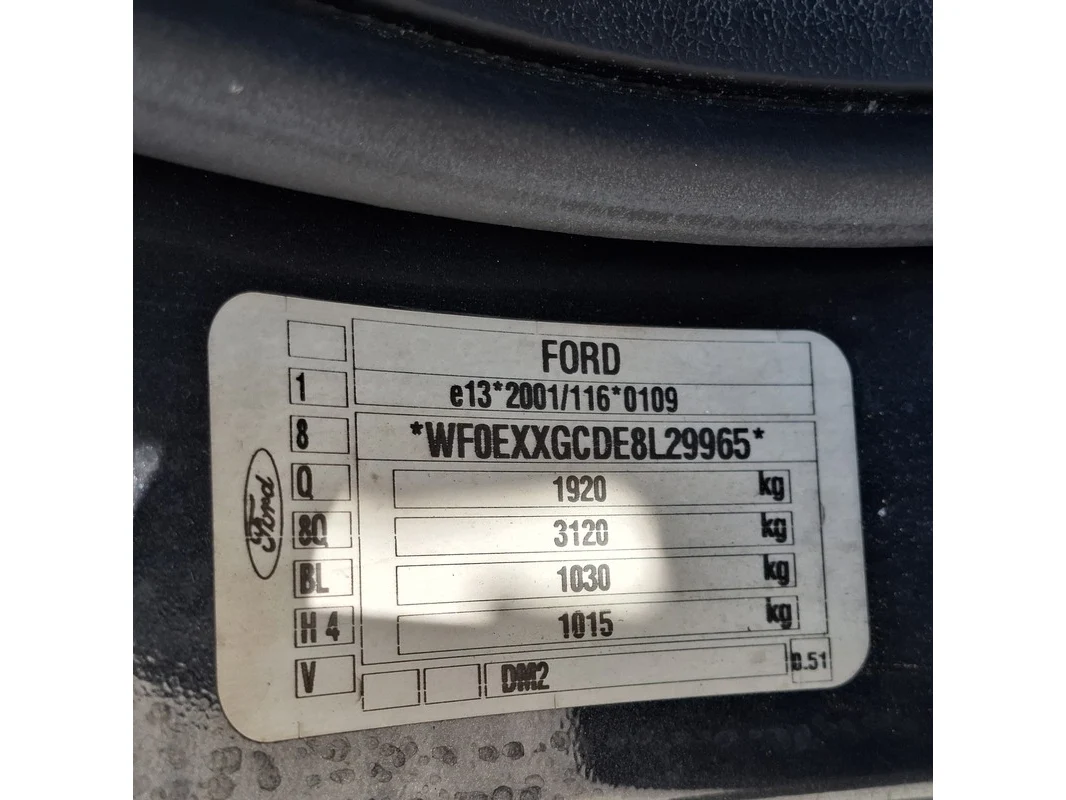 FORD
1 e13*2001/116*0109
8 *WF0EXXGCDE8L29965*
Q 1920 kg
8Q 3120 kg
BL 1030 kg
H 4 1015 kg
V DM2 0.51
Ford